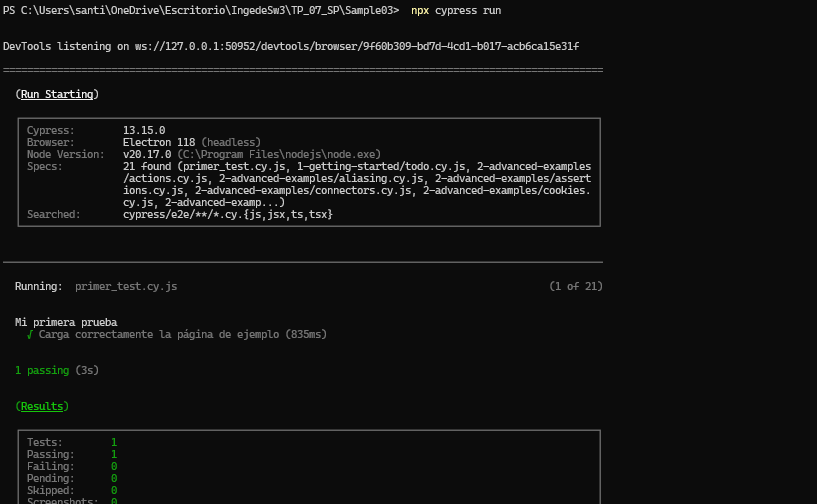 PS C:\Users\santi\OneDrive\Escritorio\IngedeSw3\TP_07_SP\Sample03>  npx cypress run
DevTools listening on ws://127.0.0.1:50952/devtools/browser/9f60b309-bd7d-4cd1-b017-acb6ca15e31f
====================================================================================================
(Run Starting)
Cypress:        13.15.0
Browser:        Electron 118 (headless)
Node Version:   v20.17.0 (C:\Program Files\nodejs\node.exe)
Specs:          21 found (primer_test.cy.js, 1-getting-started/todo.cy.js, 2-advanced-examples
/actions.cy.js, 2-advanced-examples/aliasing.cy.js, 2-advanced-examples/assert
ions.cy.js, 2-advanced-examples/connectors.cy.js, 2-advanced-examples/cookies.
cy.js, 2-advanced-examp...)
Searched:       cypress/e2e/**/*.cy.{js,jsx,ts,tsx}
Running:  primer_test.cy.js                                                              (1 of 21)
Mi primera prueba
√ Carga correctamente la página de ejemplo (835ms)
1 passing (3s)
(Results)
Tests:        1
Passing:      1
Failing:      0
Pending:      0
Skipped:      0
Screenshots:  0